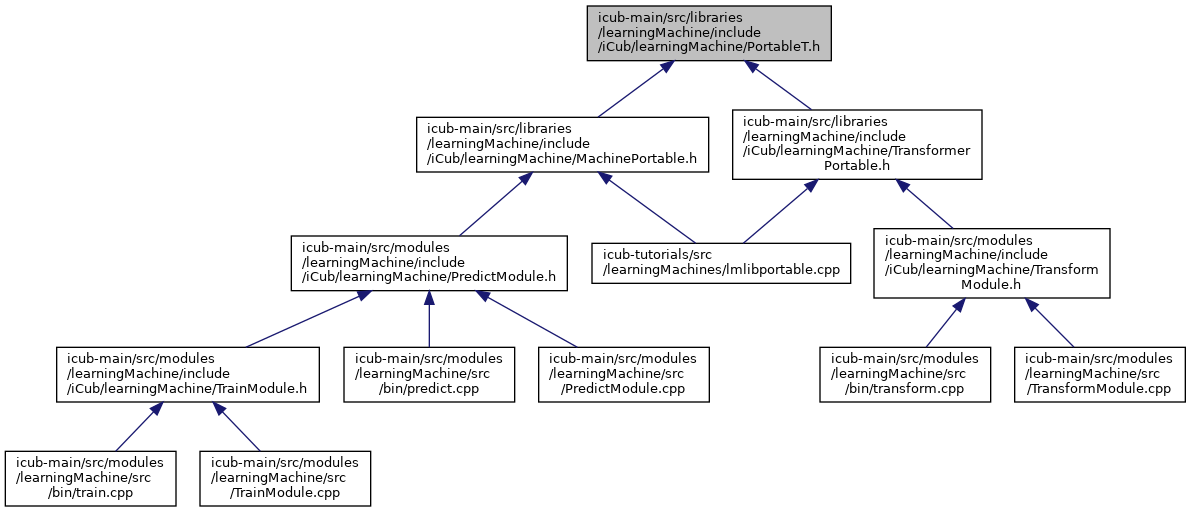 icub-main/src/libraries
/learningMachine/include
/iCub/learningMachine/PortableT.h
icub-main/src/libraries
/learningMachine/include
/iCub/learningMachine/MachinePortable.h
icub-main/src/libraries
/learningMachine/include
/iCub/learningMachine/Transformer
Portable.h
icub-main/src/modules
/learningMachine/include
/iCub/learningMachine/PredictModule.h
icub-tutorials/src
/learningMachines/lmlibportable.cpp
icub-main/src/modules
/learningMachine/include
/iCub/learningMachine/Transform
Module.h
icub-main/src/modules
/learningMachine/include
/iCub/learningMachine/TrainModule.h
icub-main/src/modules
/learningMachine/src
/bin/predict.cpp
icub-main/src/modules
/learningMachine/src
/PredictModule.cpp
icub-main/src/modules
/learningMachine/src
/bin/transform.cpp
icub-main/src/modules
/learningMachine/src
/TransformModule.cpp
icub-main/src/modules
/learningMachine/src
/bin/train.cpp
icub-main/src/modules
/learningMachine/src
/TrainModule.cpp